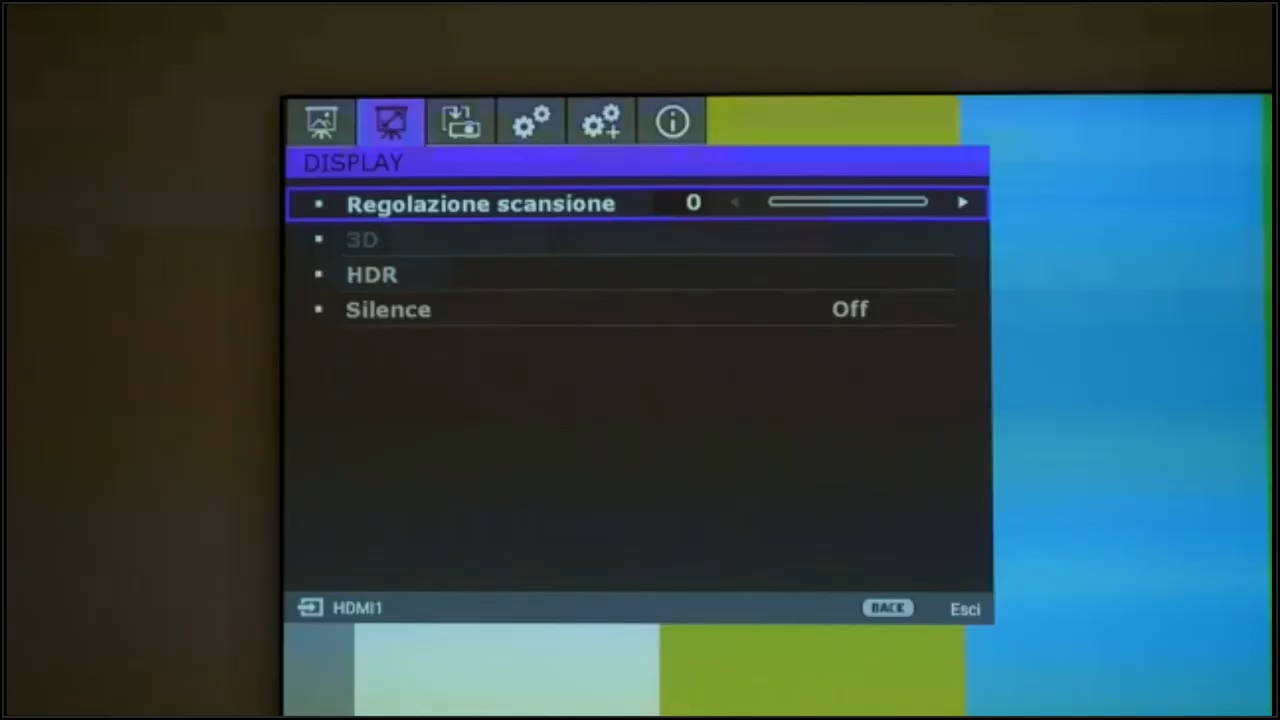 DISPLAY
Regolazione scansione 0
3D
HDR
Silence Off
HDMI1 BACK Esci